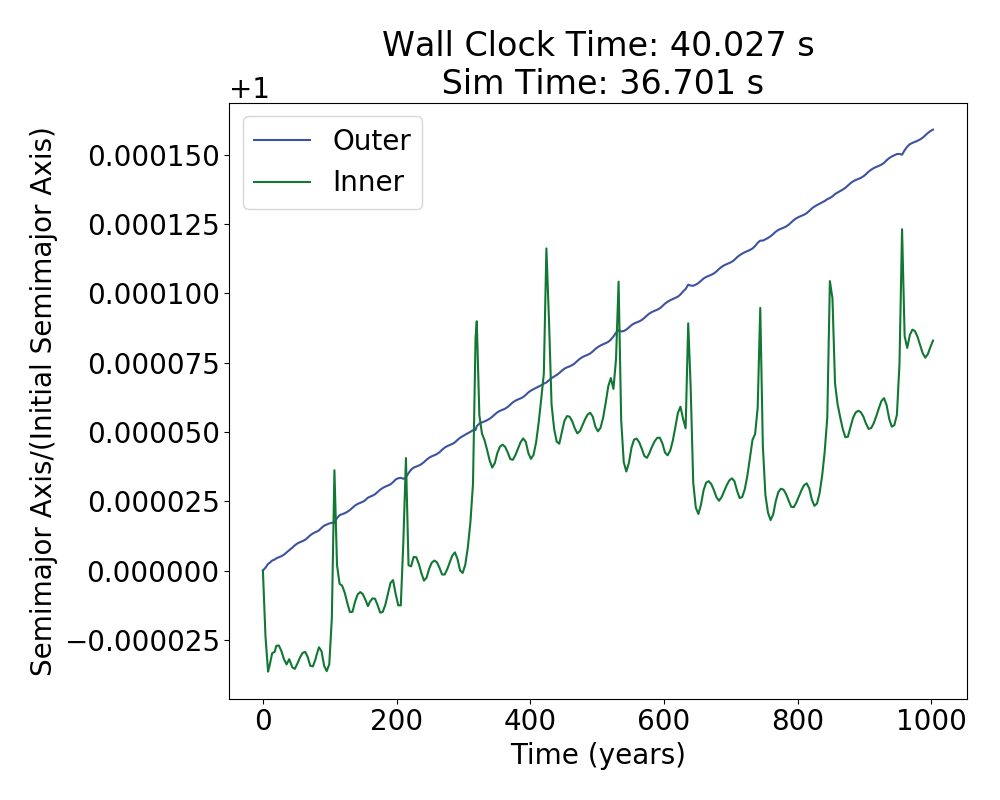 Wall Clock Time: 40.027 s
Sim Time: 36.701 s
+1
Outer
Inner
0.000150
0.000125
0.000100
0.000075
0.000050
0.000025
0.000000
−0.000025
Semimajor Axis/(Initial Semimajor Axis)
0 200 400 600 800 1000
Time (years)